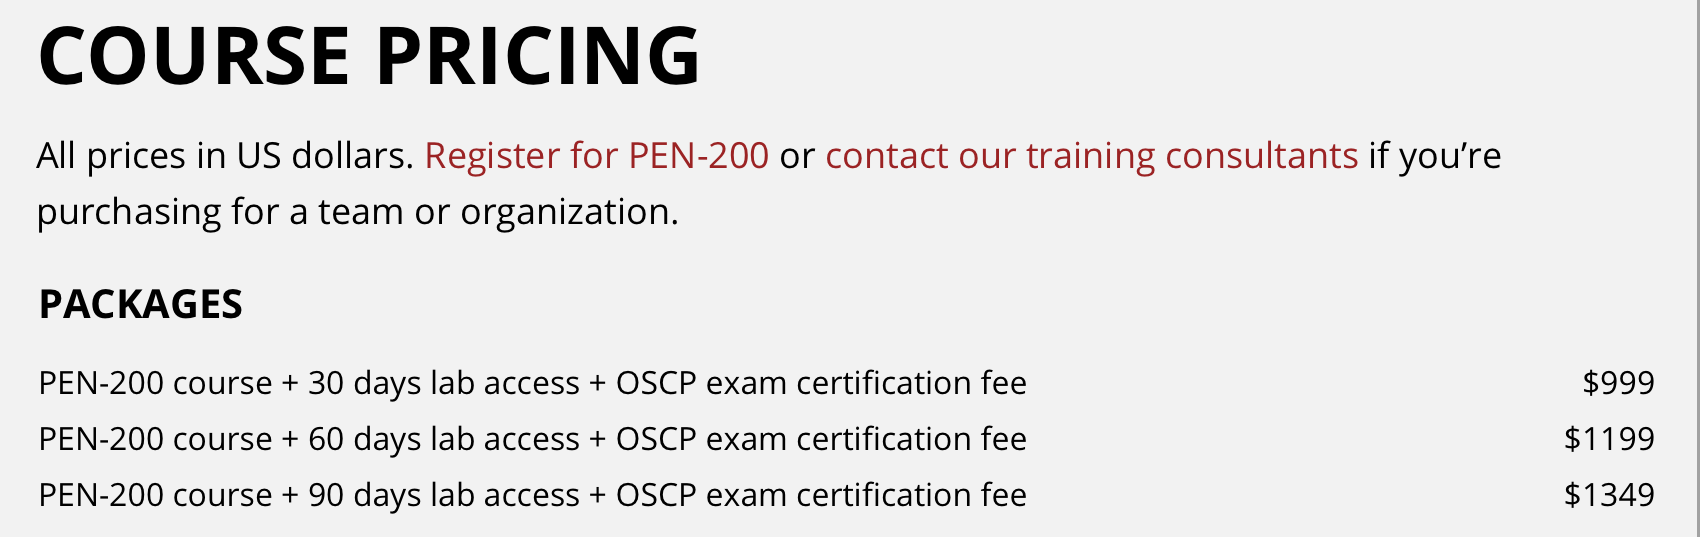 COURSE PRICING
All prices in US dollars. Register for PEN-200 or contact our training consultants if you’re
purchasing for a team or organization.
PACKAGES
PEN-200 course + 30 days lab access + OSCP exam certification fee $999
PEN-200 course + 60 days lab access + OSCP exam certification fee $1199
PEN-200 course + 90 days lab access + OSCP exam certification fee $1349